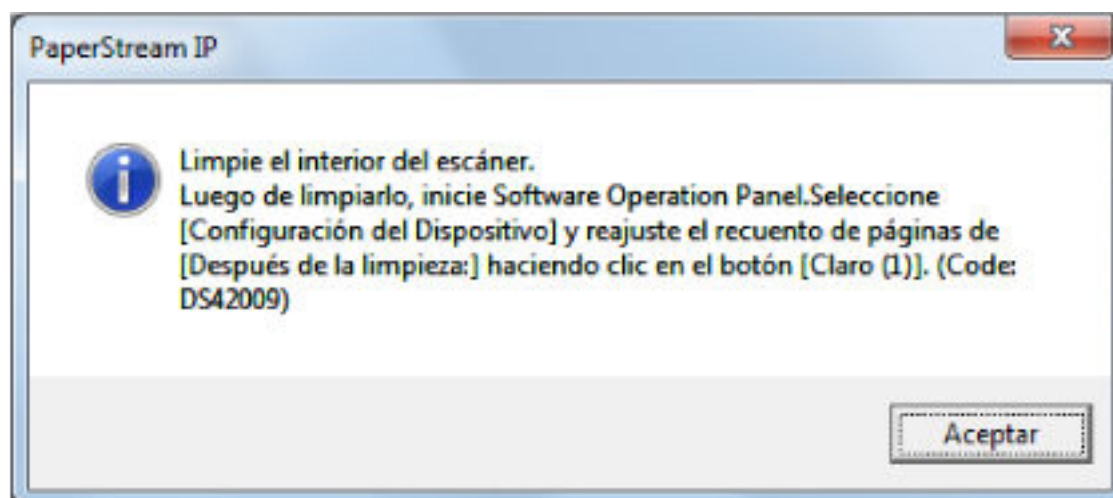 PaperStream IP
Limpie el interior del escáner.
Luego de limpiarlo, inicie Software Operation Panel.Seleccione
[Configuración del Dispositivo] y reajuste el recuento de páginas de
[Después de la limpieza:] haciendo clic en el botón [Claro (1)]. (Code:
DS42009)
Aceptar